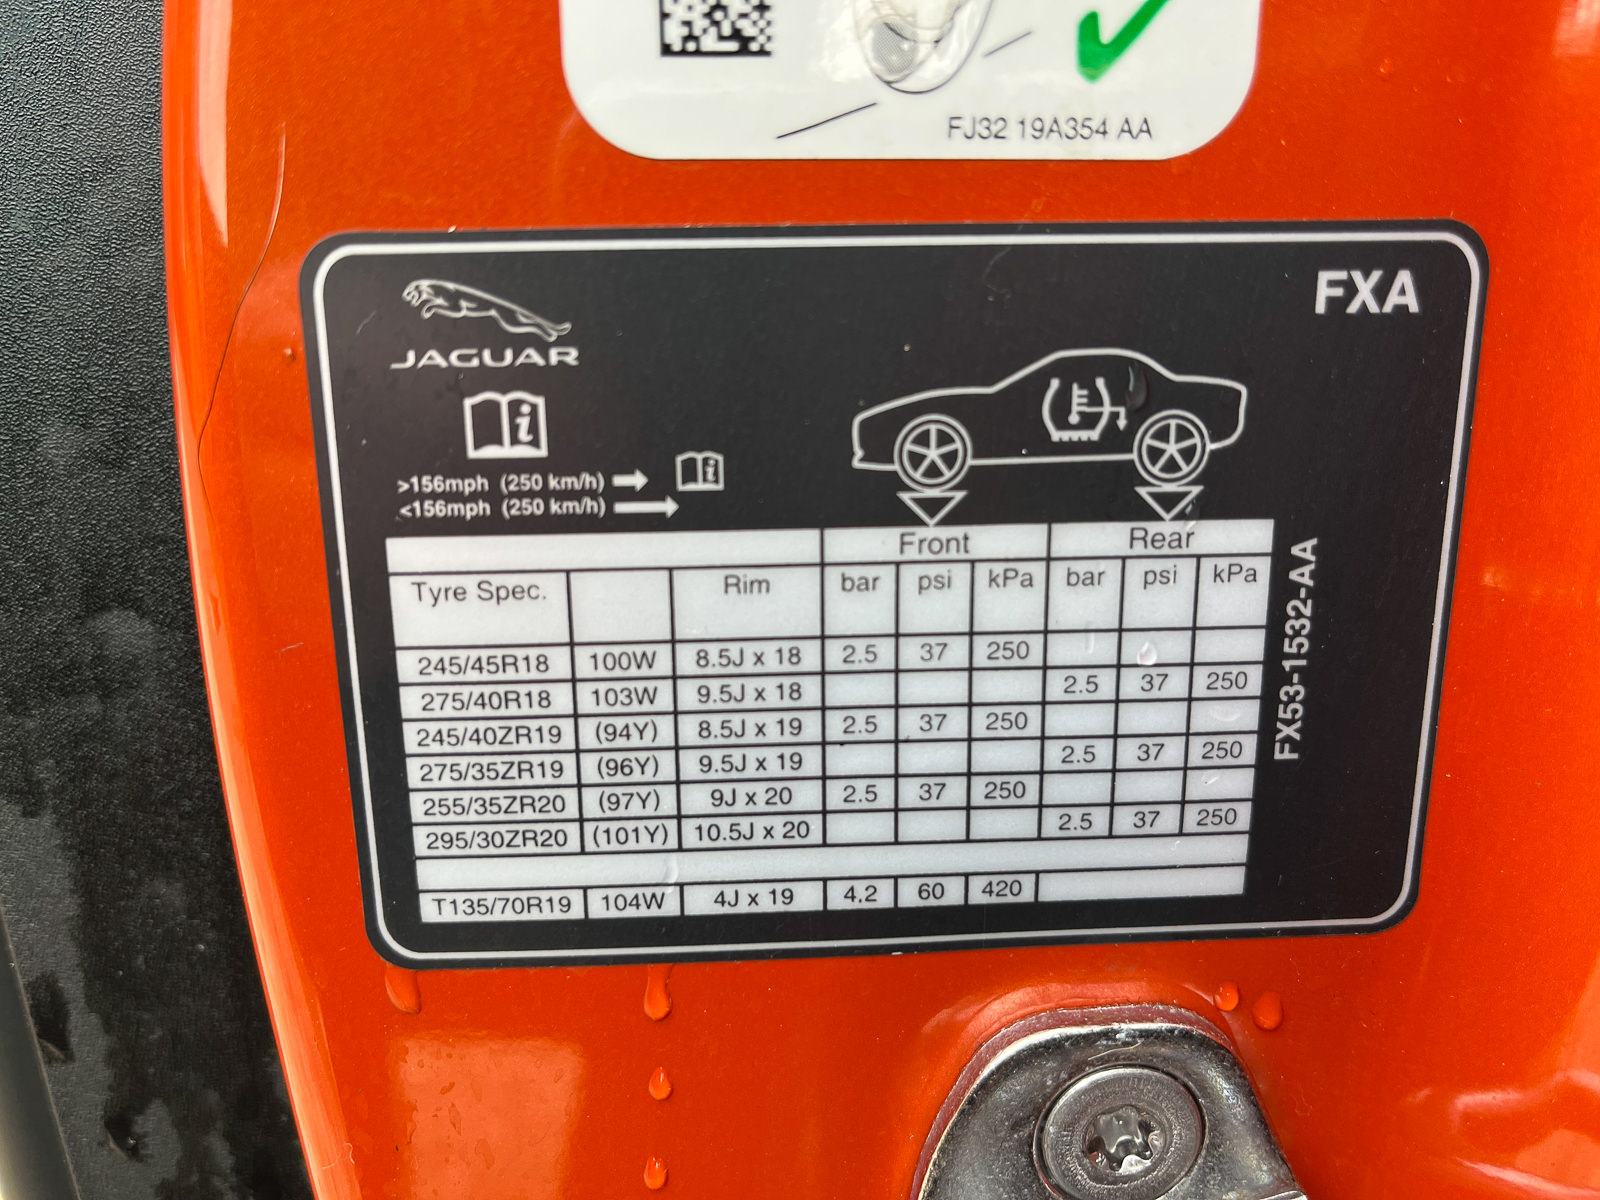 FJ32 19A354 AA
FXA
JAGUAR
>156mph (250 km/h)
<156mph (250 km/h)
Front Rear
Tyre Spec. Rim bar psi kPa bar psi kPa
245/45R18 100W 8.5J x 18 2.5 37 250
275/40R18 103W 9.5J x 18 2.5 37 250
245/40ZR19 (94Y) 8.5J x 19 2.5 37 250
275/35ZR19 (96Y) 9.5J x 19 2.5 37 250
255/35ZR20 (97Y) 9J x 20 2.5 37 250
295/30ZR20 (101Y) 10.5J x 20 2.5 37 250
T135/70R19 104W 4J x 19 4.2 60 420
FX53-1532-AA